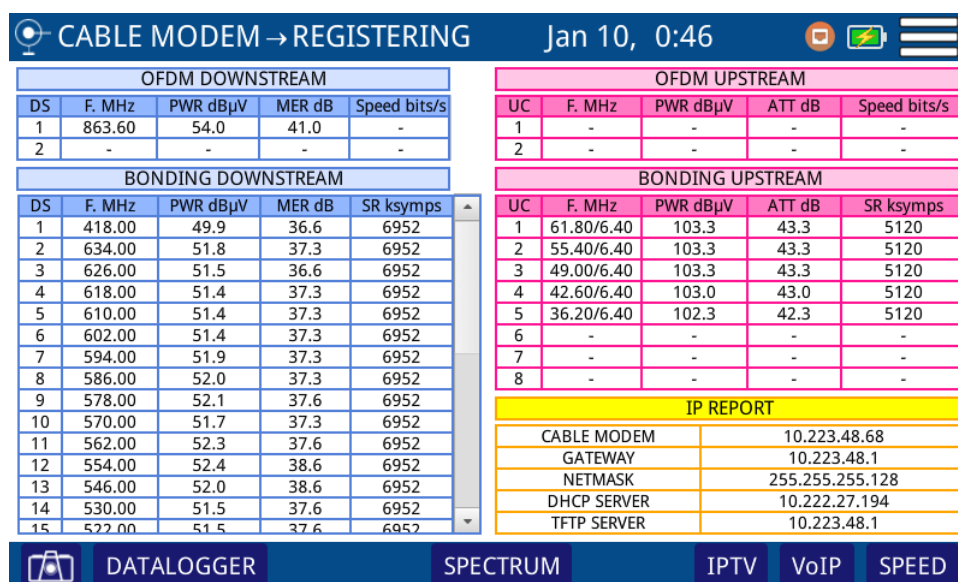 CABLE MODEM → REGISTERING Jan 10, 0:46
OFDM DOWNSTREAM
DS F. MHz PWR dBµV MER dB Speed bits/s
1 863.60 54.0 41.0 -
2 - - - -
BONDING DOWNSTREAM
DS F. MHz PWR dBµV MER dB SR ksymps
1 418.00 49.9 36.6 6952
2 634.00 51.8 37.3 6952
3 626.00 51.5 36.6 6952
4 618.00 51.4 37.3 6952
5 610.00 51.4 37.3 6952
6 602.00 51.4 37.3 6952
7 594.00 51.9 37.3 6952
8 586.00 52.0 37.3 6952
9 578.00 52.1 37.6 6952
10 570.00 51.7 37.3 6952
11 562.00 52.3 37.6 6952
12 554.00 52.4 38.6 6952
13 546.00 52.0 38.6 6952
14 530.00 51.5 37.6 6952
15 522.00 51.5 37.6 6952
OFDM UPSTREAM
UC F. MHz PWR dBµV ATT dB Speed bits/s
1 - - - -
2 - - - -
BONDING UPSTREAM
UC F. MHz PWR dBµV ATT dB SR ksymps
1 61.80/6.40 103.3 43.3 5120
2 55.40/6.40 103.3 43.3 5120
3 49.00/6.40 103.3 43.3 5120
4 42.60/6.40 103.0 43.0 5120
5 36.20/6.40 102.3 42.3 5120
6 - - - -
7 - - - -
8 - - - -
IP REPORT
CABLE MODEM 10.223.48.68
GATEWAY 10.223.48.1
NETMASK 255.255.255.128
DHCP SERVER 10.222.27.194
TFTP SERVER 10.223.48.1
DATALOGGER SPECTRUM IPTV VoIP SPEED